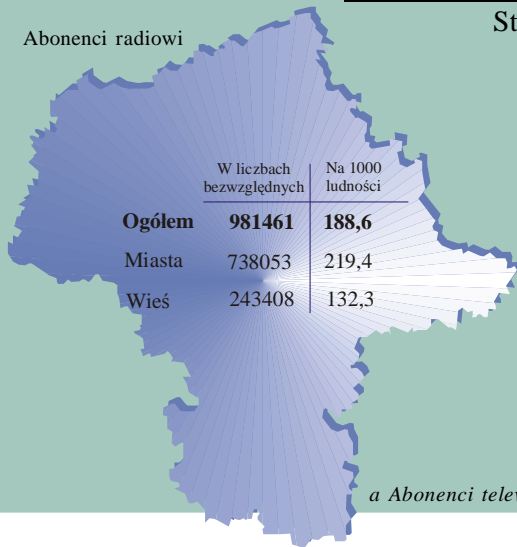 St
Abonenci radiowi
W liczbach bezwzględnych Na 1000 ludności
Ogółem 981461 188,6
Miasta 738053 219,4
Wieś 243408 132,3
a Abonenci telew